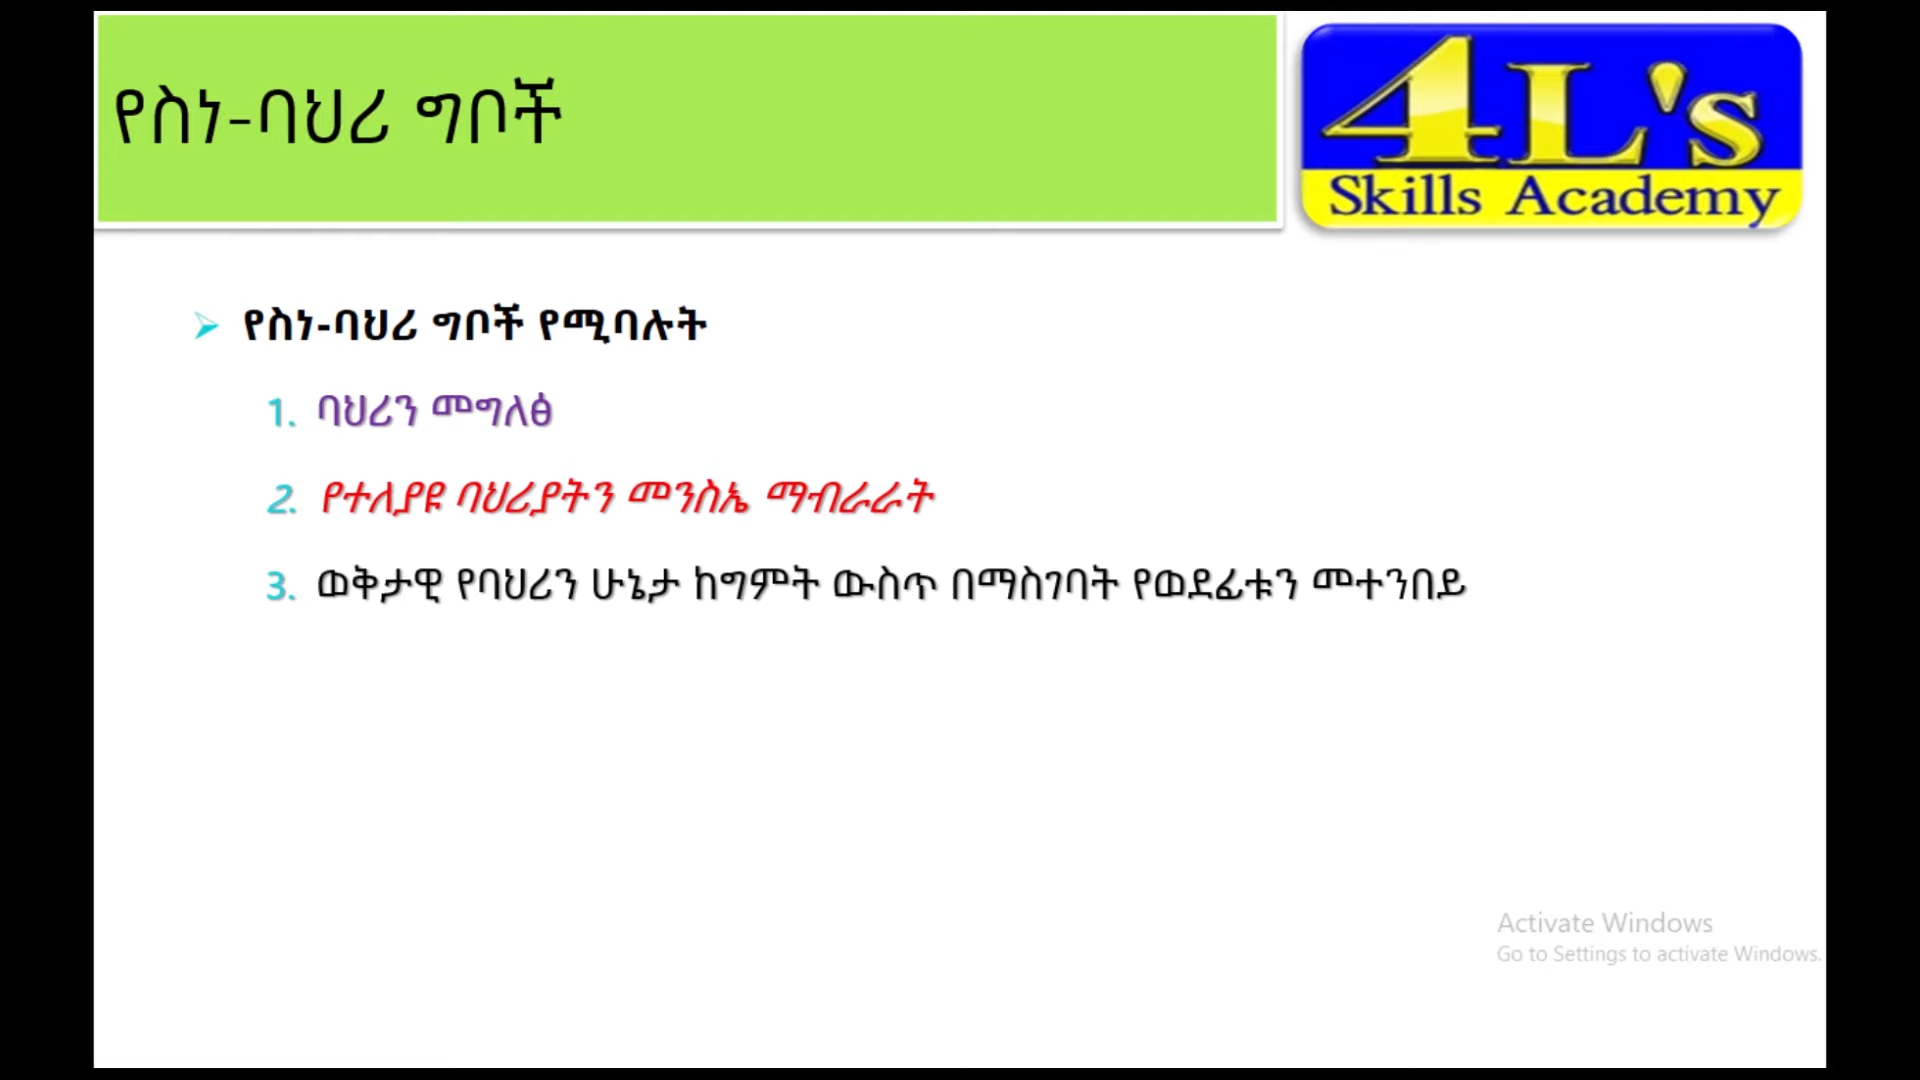 የስነ-ባህሪ ግቦች
4L's
Skills Academy
➢ የስነ-ባህሪ ግቦች የሚባሉት
1. ባህሪን መግለፅ
2. የተለያዩ ባህሪያትን መንስኤ ማብራራት
3. ወቅታዊ የባህሪን ሁኔታ ከግምት ውስጥ በማስገባት የወደፊቱን መተንበይ
Activate Windows
Go to Settings to activate Windows.